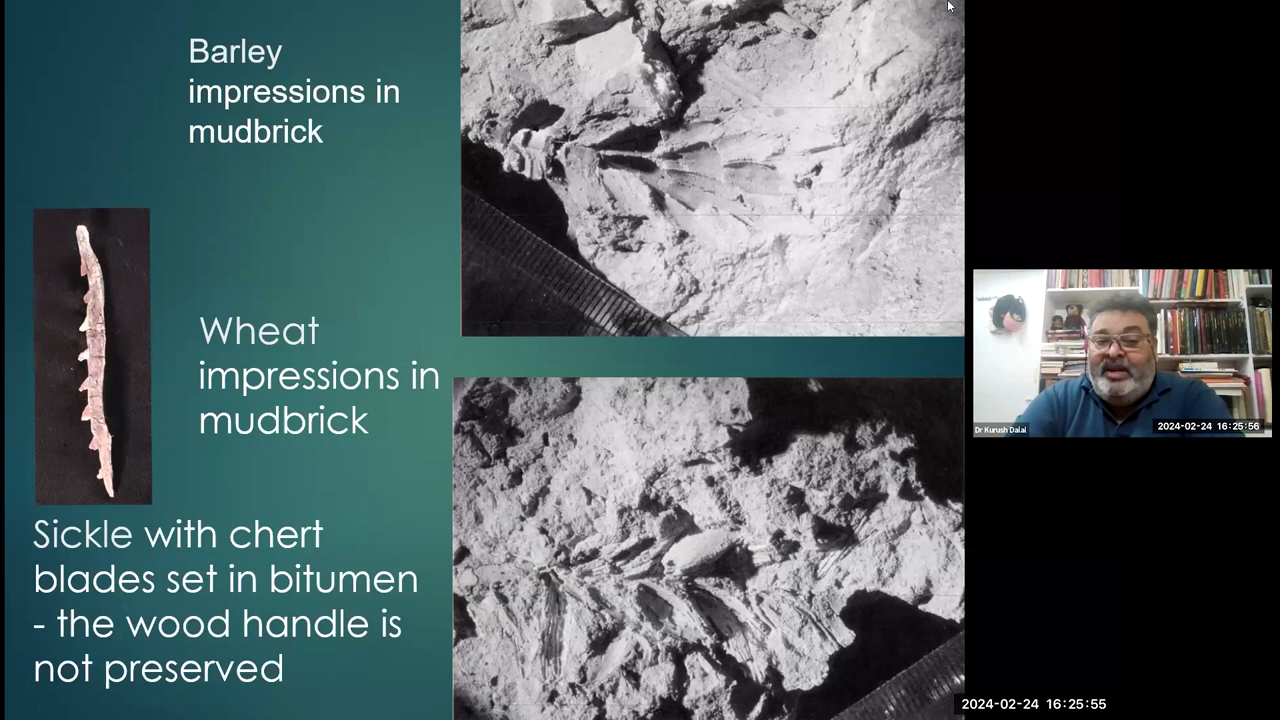 Barley
impressions in
mudbrick
Wheat
impressions in
mudbrick
Sickle with chert
blades set in bitumen
- the wood handle is
not preserved
Dr Kurush Dalal
2024-02-24 16:25:56
2024-02-24 16:25:55